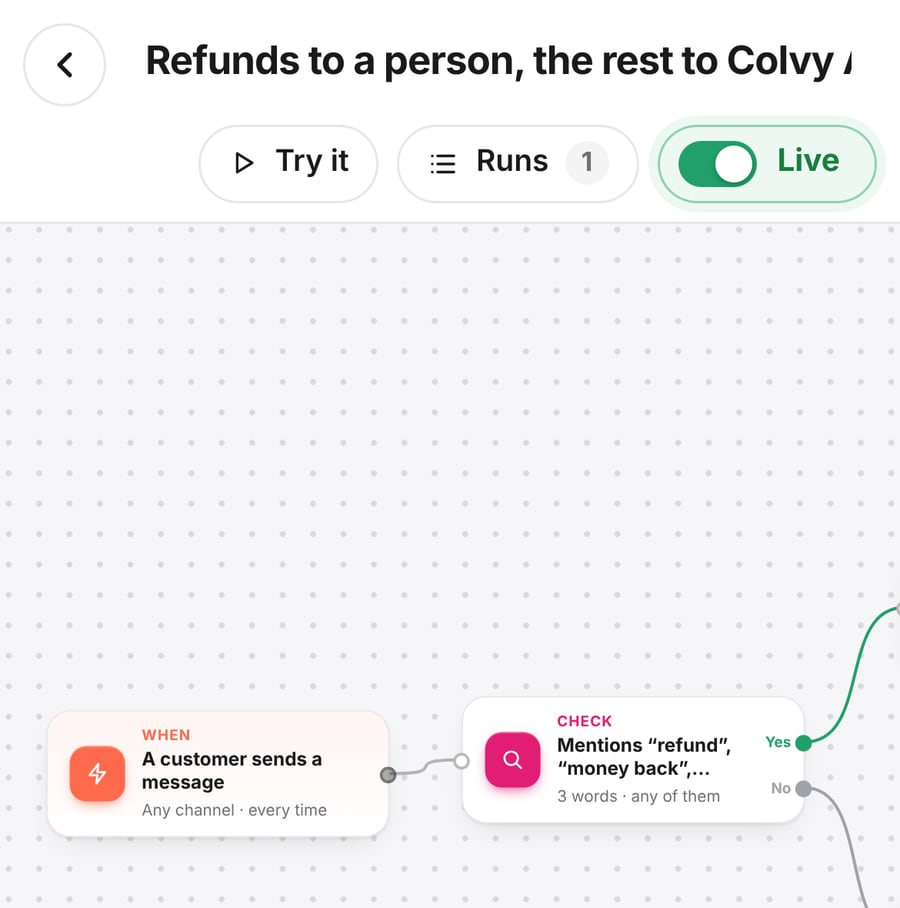 Refunds to a person, the rest to Colvy
Try it
Runs 1
Live
WHEN
A customer sends a
message
Any channel · every time
CHECK
Mentions “refund”,
“money back”,...
3 words · any of them
Yes
No